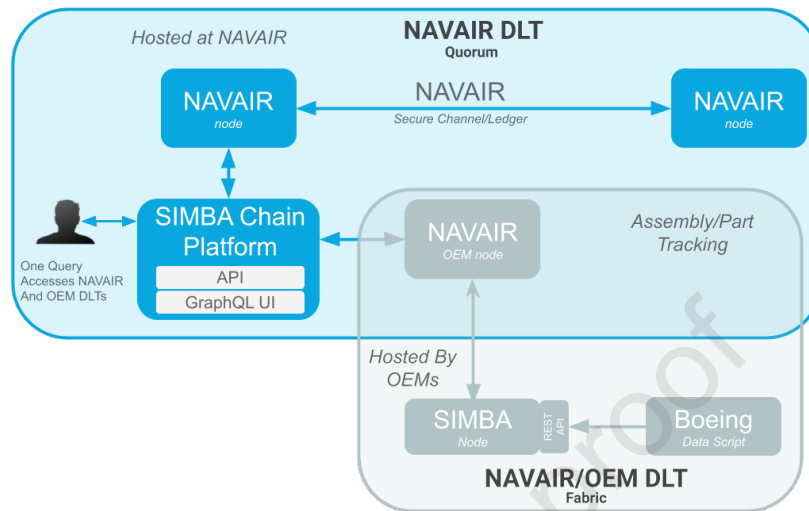 Hosted at NAVAIR
NAVAIR DLT
Quorum
NAVAIR
node
NAVAIR
Secure Channel/Ledger
NAVAIR
node
SIMBA Chain
Platform
API
GraphQL UI
One Query
Accesses NAVAIR
And OEM DLTs
NAVAIR
OEM node
Assembly/Part
Tracking
Hosted By
OEMs
SIMBA
Node
REST
API
Boeing
Data Script
NAVAIR/OEM DLT
Fabric
proof